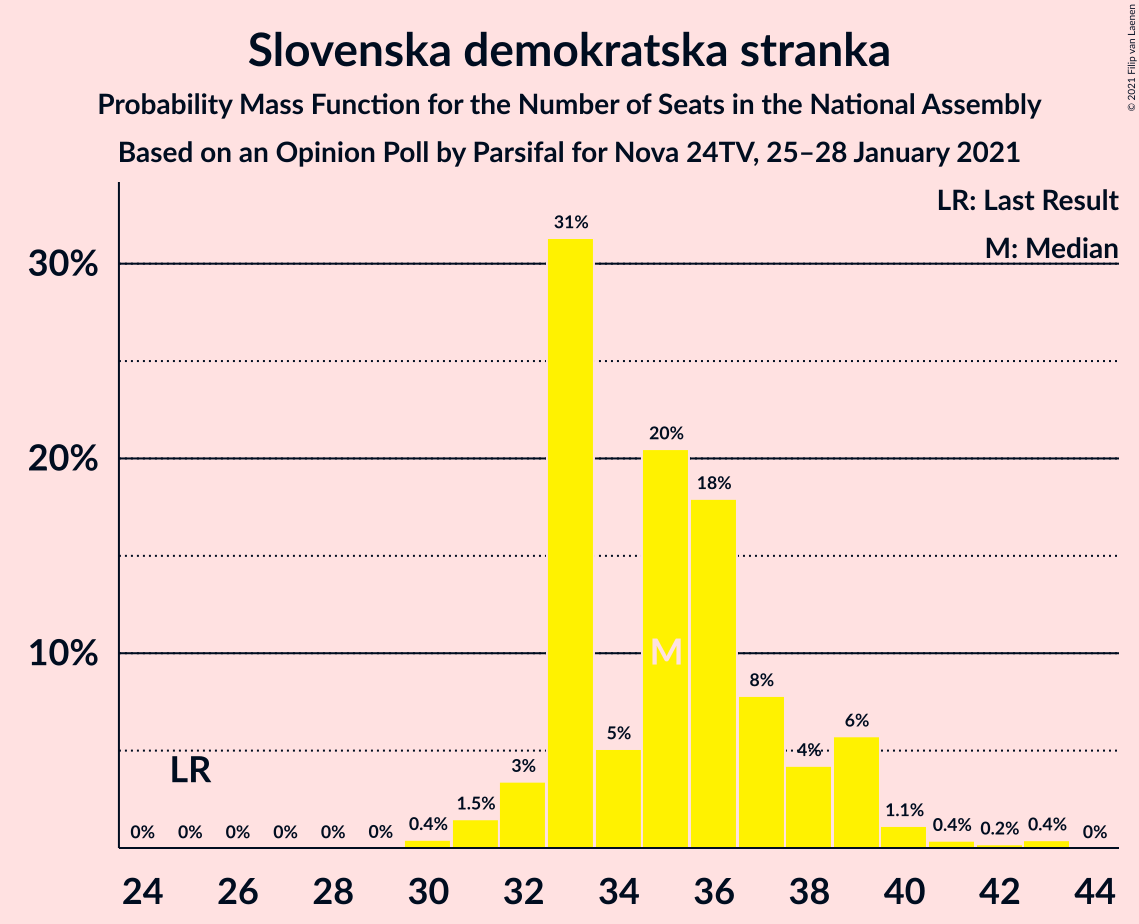 Slovenska demokratska stranka
Probability Mass Function for the Number of Seats in the National Assembly
Based on an Opinion Poll by Parsifal for Nova 24TV, 25–28 January 2021
© 2021 Filip van Laenen
LR: Last Result
M: Median
30%
20%
10%
LR
M
0%
0%
0%
0%
0%
0%
0.4%
1.5%
3%
31%
5%
20%
18%
8%
4%
6%
1.1%
0.4%
0.2%
0.4%
0%
24 26 28 30 32 34 36 38 40 42 44